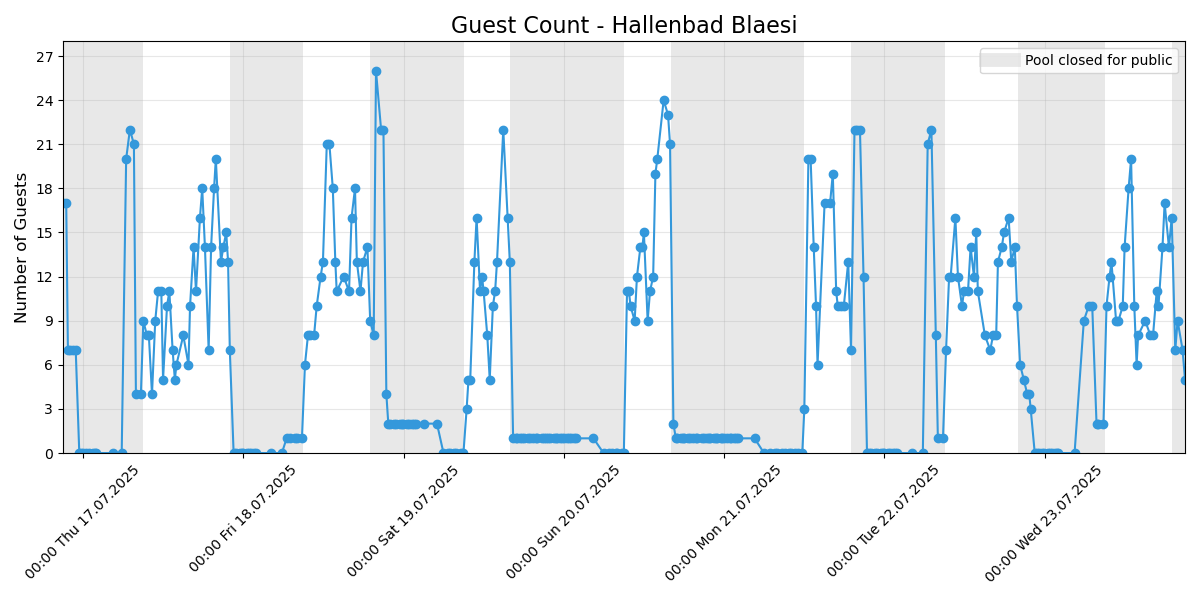 Guest Count - Hallenbad Blaesi
Pool closed for public
Number of Guests
27
24
21
18
15
12
9
6
3
0
00:00 Thu 17.07.2025
00:00 Fri 18.07.2025
00:00 Sat 19.07.2025
00:00 Sun 20.07.2025
00:00 Mon 21.07.2025
00:00 Tue 22.07.2025
00:00 Wed 23.07.2025